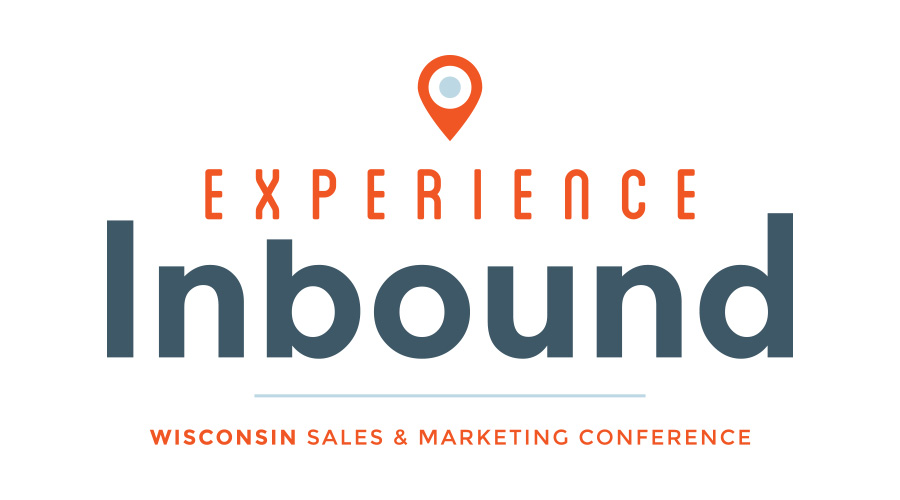 EXPERIENCE
Inbound
WISCONSIN SALES & MARKETING CONFERENCE